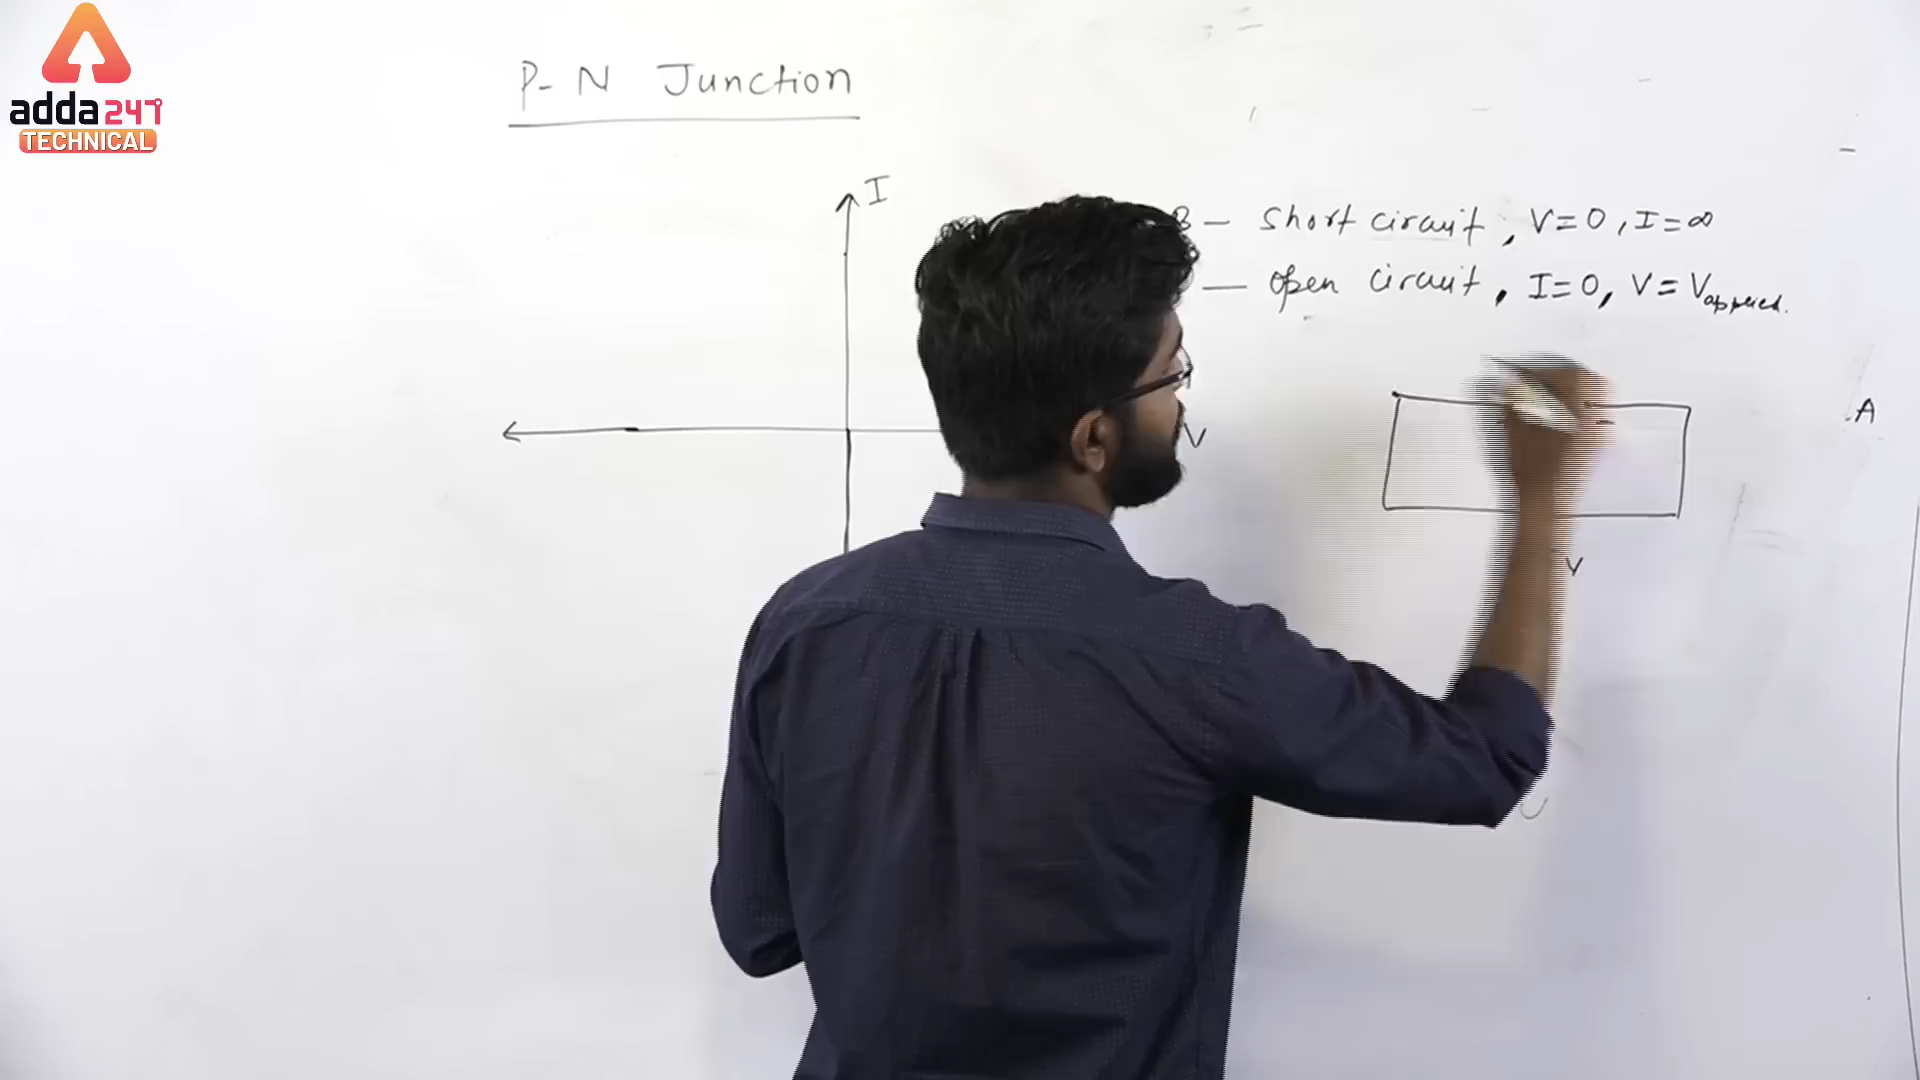 adda247
TECHNICAL
P-N Junction
I
B — Short circuit, V=0, I=∞
— open circuit, I=0, V=Vapplied.
V
A
V